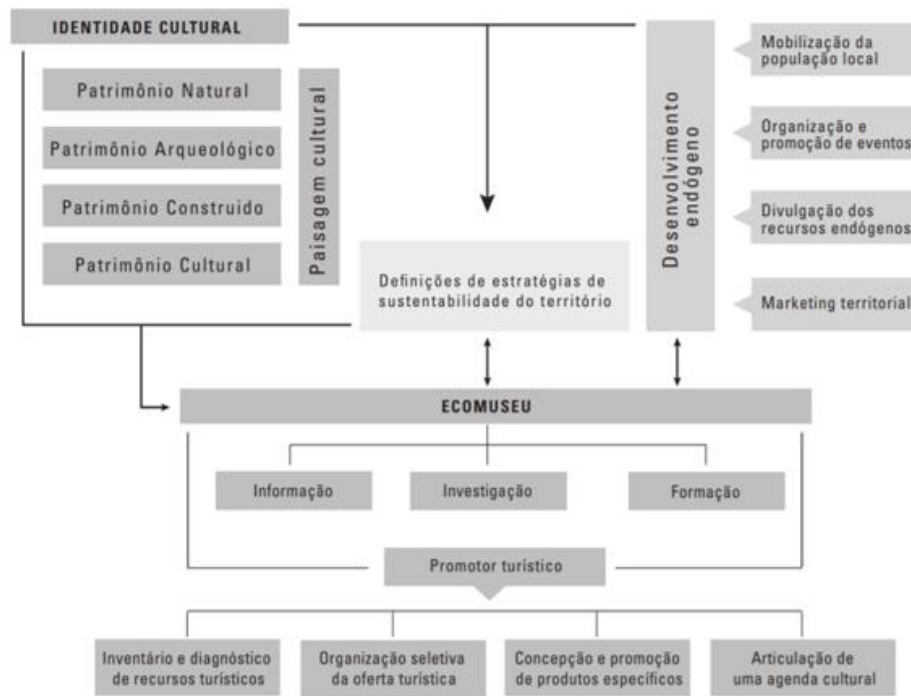 IDENTIDADE CULTURAL
Patrimônio Natural
Patrimônio Arqueológico
Patrimônio Construido
Patrimônio Cultural
Paisagem cultural
Definições de estratégias de
sustentabilidade do território
Desenvolvimento
endógeno
Mobilização da
população local
Organização e
promoção de eventos
Divulgação dos
recursos endógenos
Marketing territorial
ECOMUSEU
Informação
Investigação
Formação
Promotor turístico
Inventário e diagnóstico
de recursos turísticos
Organização seletiva
da oferta turística
Concepção e promoção
de produtos específicos
Articulação de
uma agenda cultural